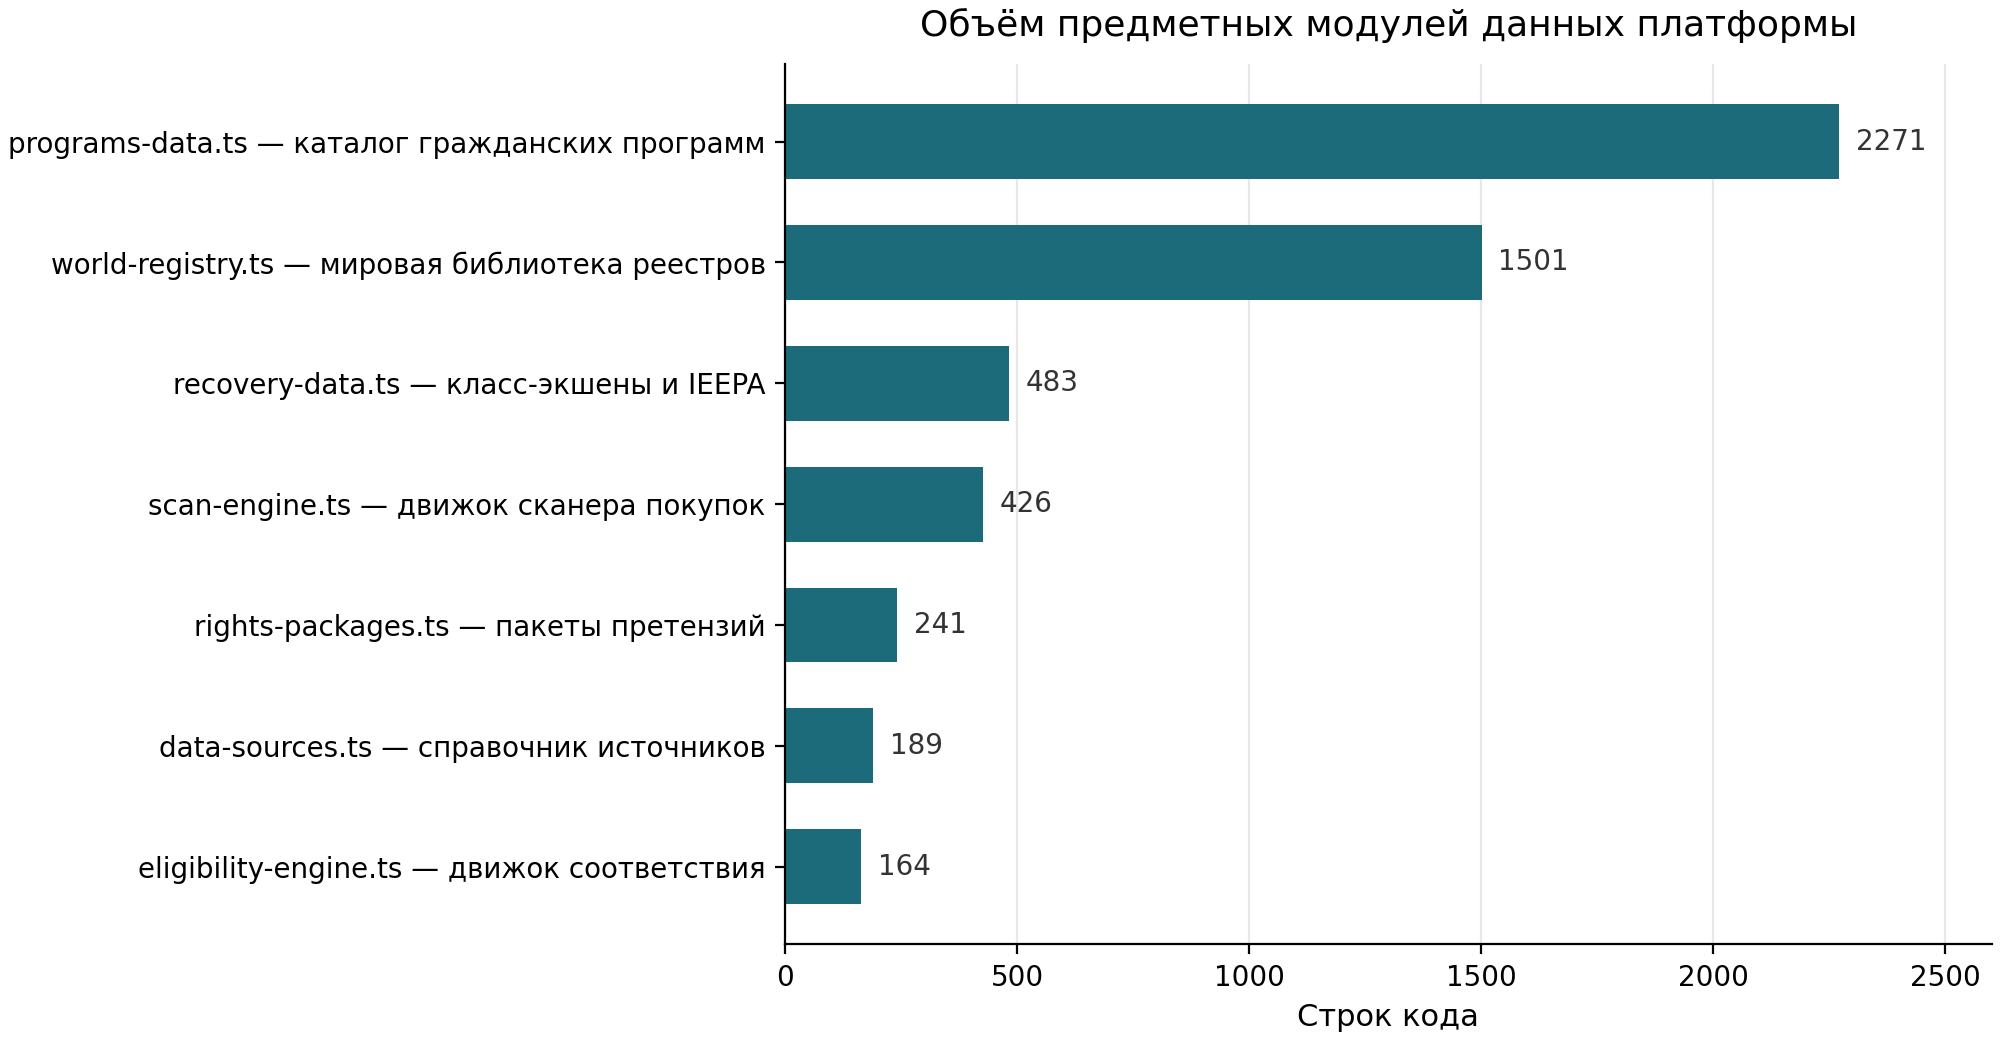 Объём предметных модулей данных платформы
programs-data.ts — каталог гражданских программ 2271
world-registry.ts — мировая библиотека реестров 1501
recovery-data.ts — класс-экшены и IEEPA 483
scan-engine.ts — движок сканера покупок 426
rights-packages.ts — пакеты претензий 241
data-sources.ts — справочник источников 189
eligibility-engine.ts — движок соответствия 164
0 500 1000 1500 2000 2500
Строк кода